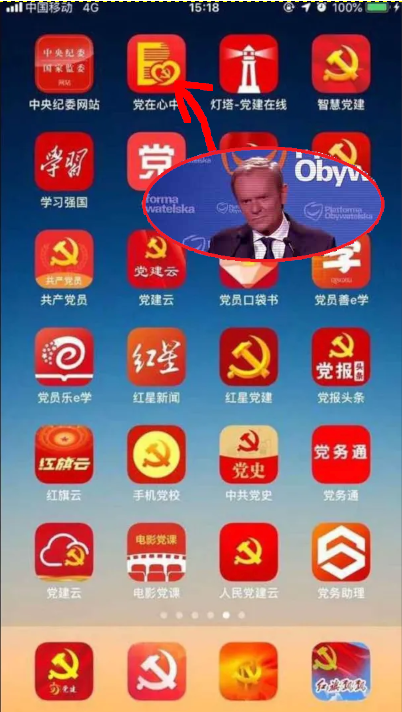 中国移动 4G
15:18
100%
中央纪委
国家监委
网站
党
中央纪委网站
党在心中
灯塔-党建在线
智慧党建
学习
党
学习强国
Obyw
forma
watelska
Platforma
Obywatelska
共产党员
党建云
学
共产党员
党建云
党员口袋书
党员善e学
红星
党报
头条
党员乐e学
红星新闻
红星党建
党报头条
红旗云
党史
党务通
红旗云
手机党校
中共党史
党务通
电影党课
党建云
电影党课
人民党建云
党务助理
党建